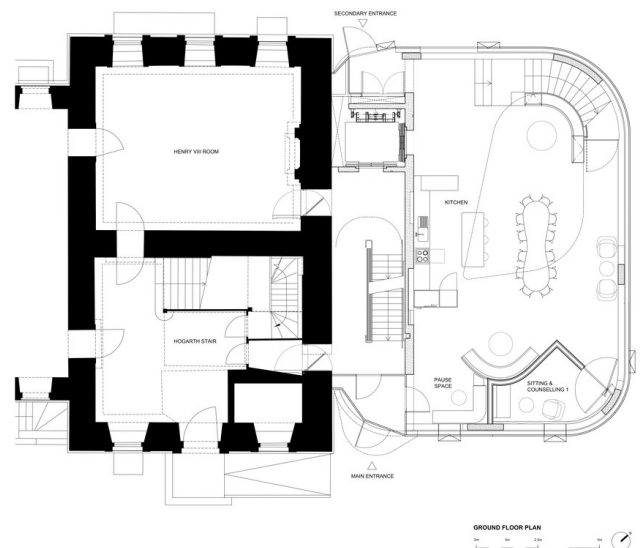 SECONDARY ENTRANCE
HENRY VIII ROOM
KITCHEN
HOGARTH STAIR
PAUSE
SPACE
SITTING &
COUNSELLING 1
MAIN ENTRANCE
GROUND FLOOR PLAN